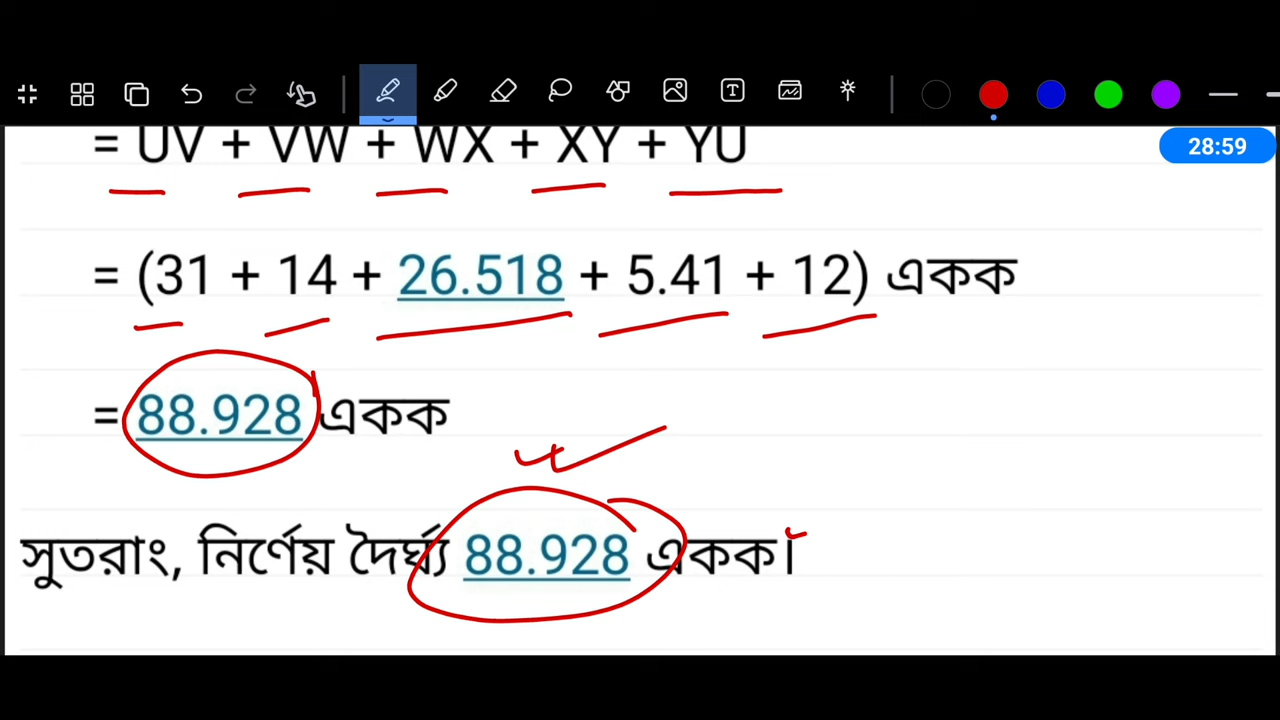 28:59
= UV + VW + WX + XY + YU
= (31 + 14 + 26.518 + 5.41 + 12) একক
= 88.928 একক
সুতরাং, নির্ণেয় দৈর্ঘ্য 88.928 একক।